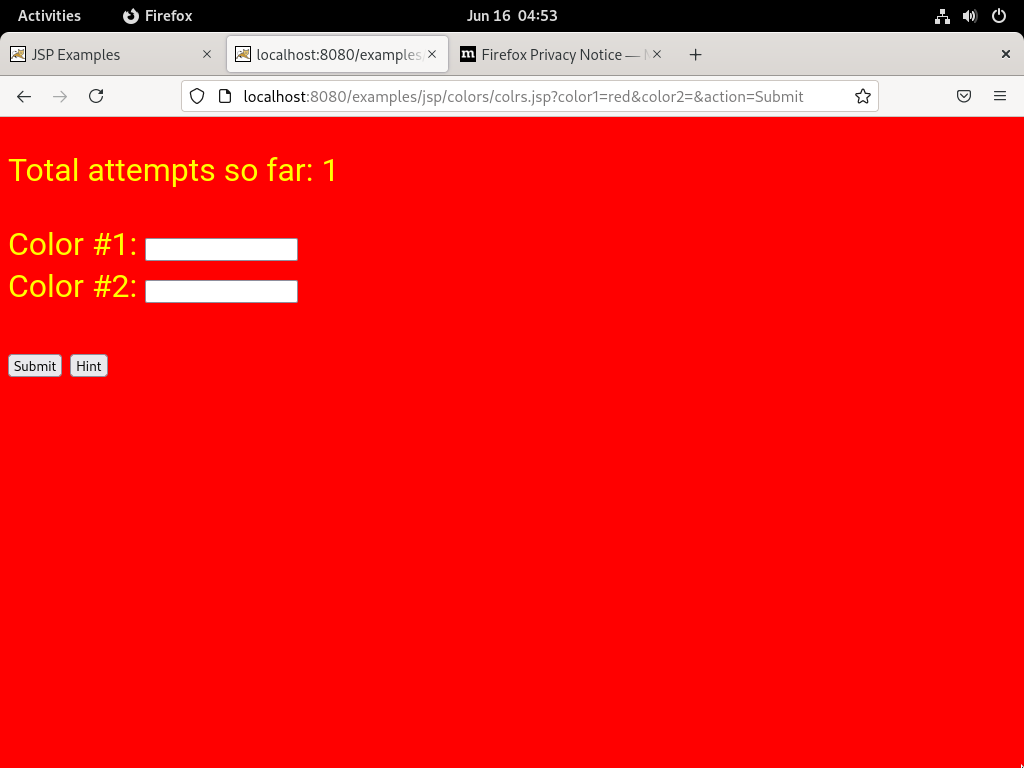 Activities Firefox Jun 16 04:53
JSP Examples localhost:8080/examples Firefox Privacy Notice —
localhost:8080/examples/jsp/colors/colrs.jsp?color1=red&color2=&action=Submit
Total attempts so far: 1
Color #1:
Color #2:
Submit Hint